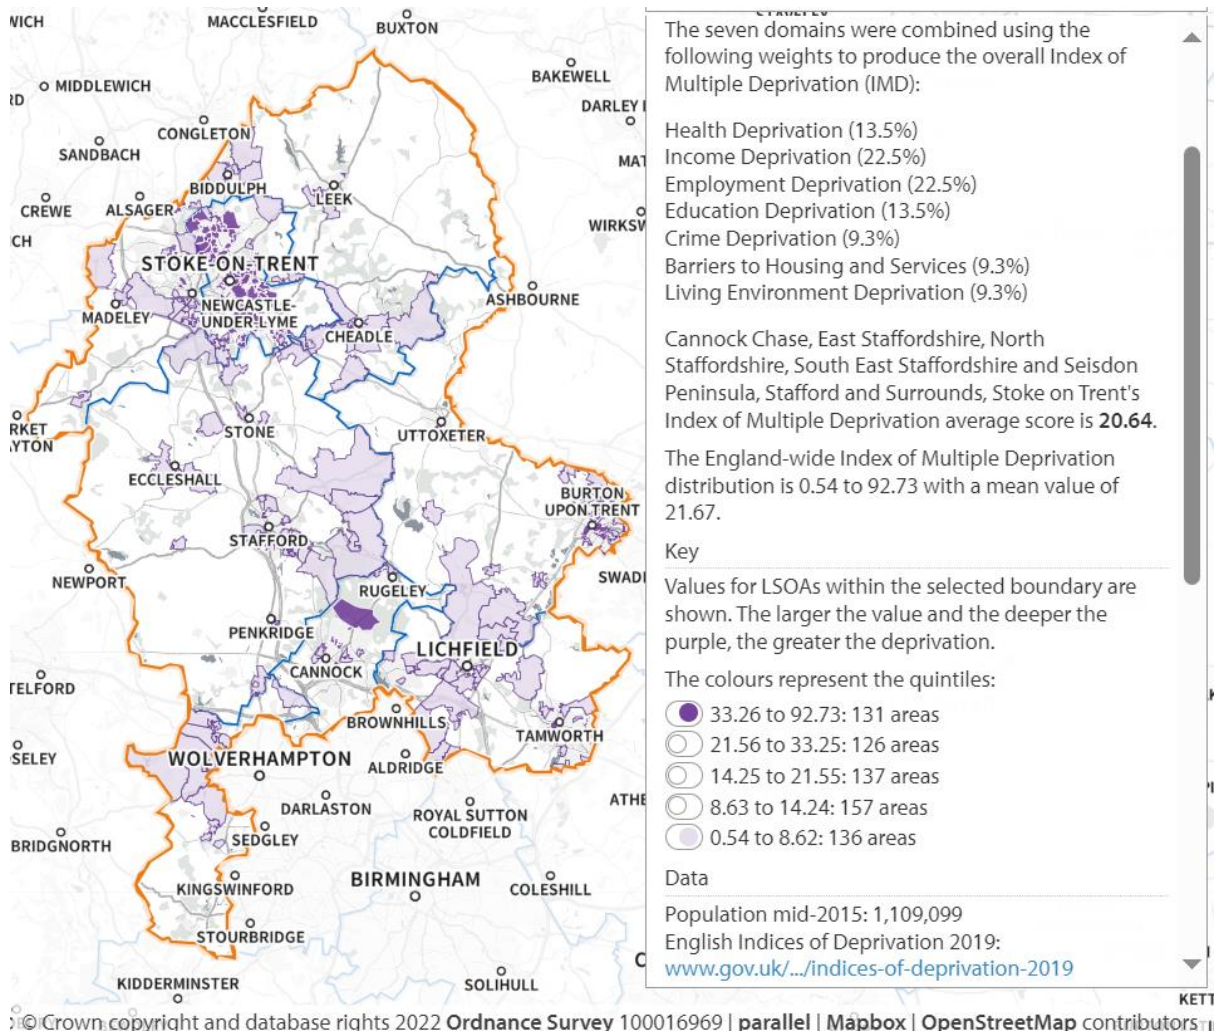 WICH
MACCLESFIELD
BUXTON
BAKEWELL
MIDDLEWICH
RD
DARLEY
CONGLETON
SANDBACH
MAT
BIDDULPH
LEEK
CREWE
ALSAGER
WIRKSW
CH
STOKE-ON-TRENT
ASHBOURNE
NEWCASTLE-
UNDER-LYME
MADELEY
CHEADLE
RKET
YTON
STONE
UTTOXETER
ECCLESHALL
BURTON
UPON TRENT
STAFFORD
NEWPORT
RUGELEY
SWADI
PENKRIDGE
LICHFIELD
CANNOCK
TELFORD
BROWNHILLS
TAMWORTH
SELEY
WOLVERHAMPTON
ALDRIDGE
DARLASTON
ROYAL SUTTON
COLDFIELD
ATHE
BRIDGNORTH
SEDGLEY
KINGSWINFORD
BIRMINGHAM
COLESHILL
STOURBRIDGE
KIDDERMINSTER
SOLIHULL
KETT
The seven domains were combined using the
following weights to produce the overall Index of
Multiple Deprivation (IMD):
Health Deprivation (13.5%)
Income Deprivation (22.5%)
Employment Deprivation (22.5%)
Education Deprivation (13.5%)
Crime Deprivation (9.3%)
Barriers to Housing and Services (9.3%)
Living Environment Deprivation (9.3%)
Cannock Chase, East Staffordshire, North
Staffordshire, South East Staffordshire and Seisdon
Peninsula, Stafford and Surrounds, Stoke on Trent's
Index of Multiple Deprivation average score is 20.64.
The England-wide Index of Multiple Deprivation
distribution is 0.54 to 92.73 with a mean value of
21.67.
Key
Values for LSOAs within the selected boundary are
shown. The larger the value and the deeper the
purple, the greater the deprivation.
The colours represent the quintiles:
33.26 to 92.73: 131 areas
21.56 to 33.25: 126 areas
14.25 to 21.55: 137 areas
8.63 to 14.24: 157 areas
0.54 to 8.62: 136 areas
Data
Population mid-2015: 1,109,099
English Indices of Deprivation 2019:
www.gov.uk/.../indices-of-deprivation-2019
© Crown copyright and database rights 2022 Ordnance Survey 100016969 | parallel | Mapbox | OpenStreetMap contributors